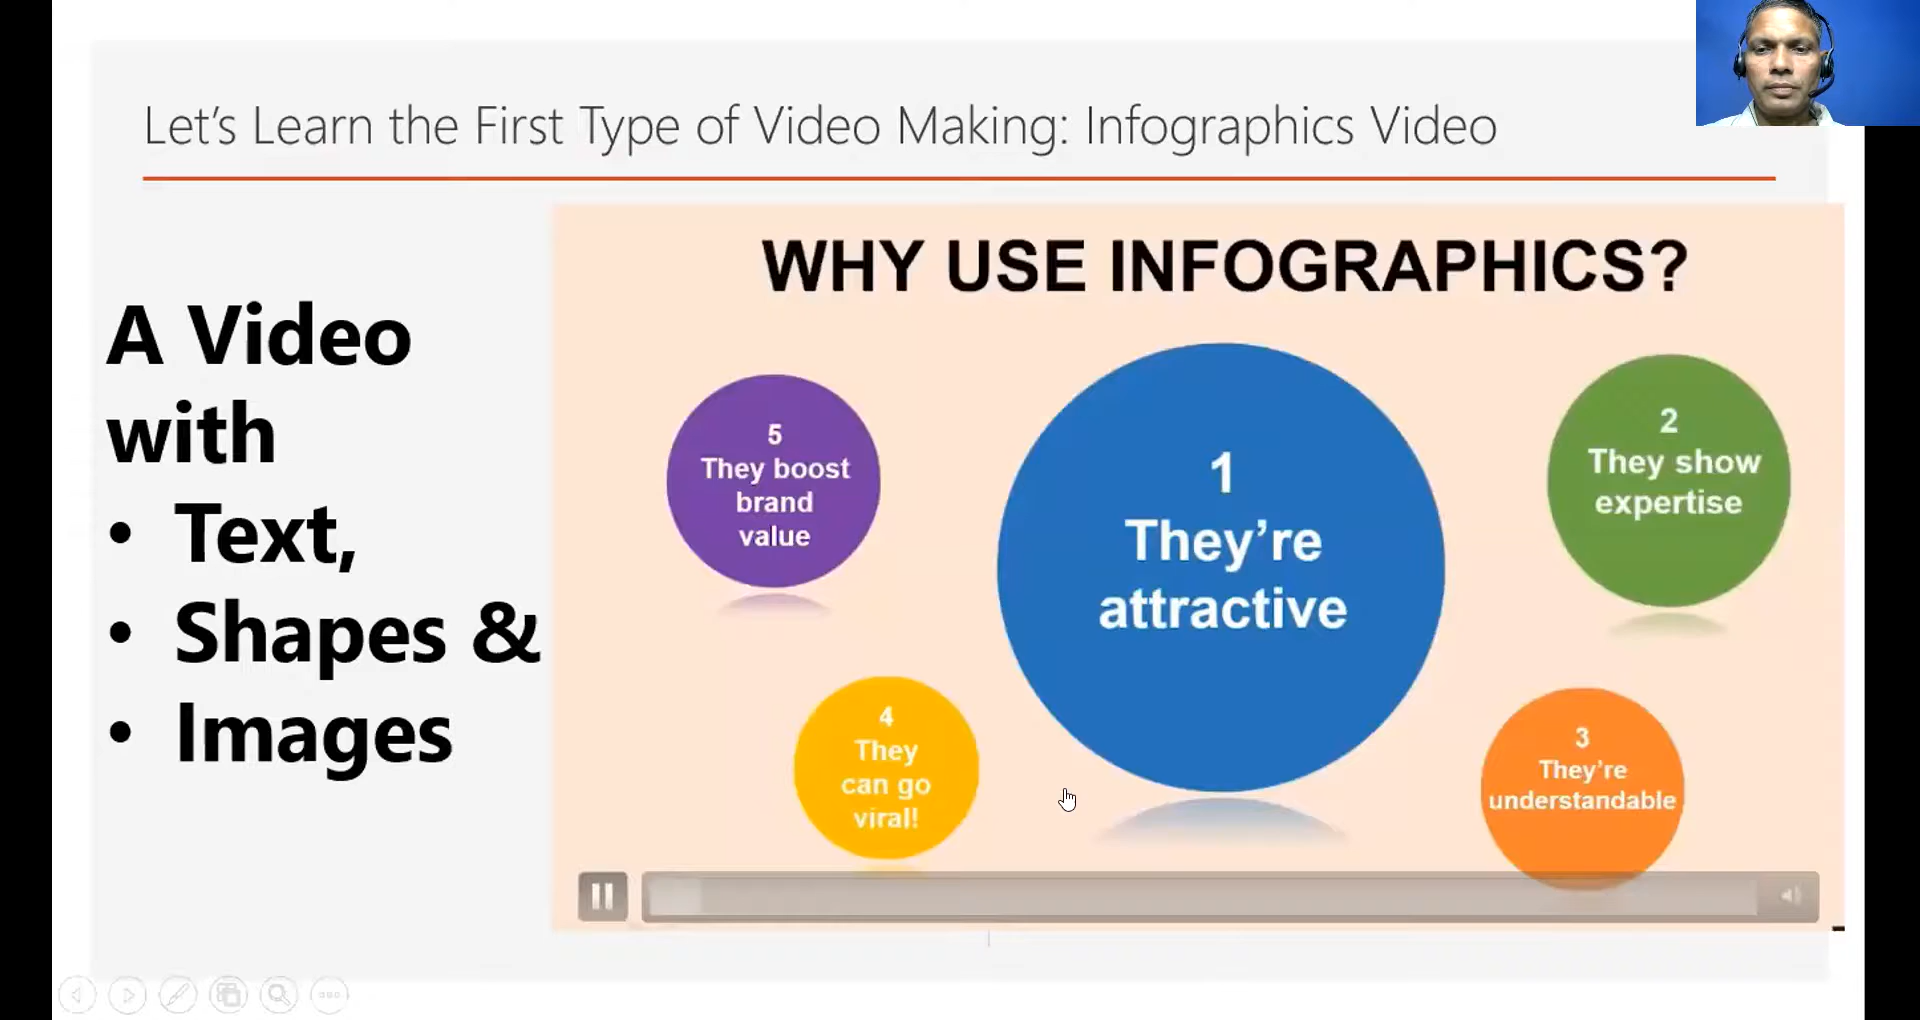 Let's Learn the First Type of Video Making: Infographics Video
A Video
with
• Text,
• Shapes &
• Images
WHY USE INFOGRAPHICS?
1
They're
attractive
2
They show
expertise
3
They're
understandable
4
They
can go
viral!
5
They boost
brand
value